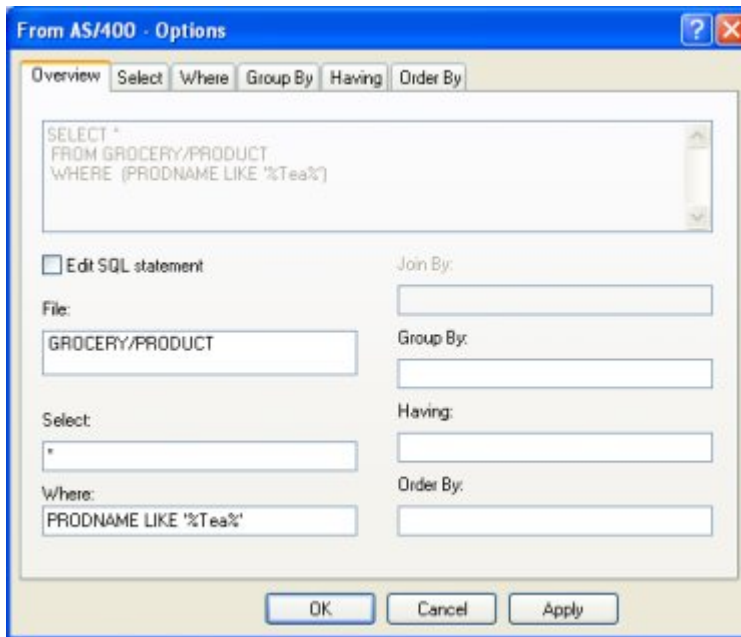 From AS/400 - Options
Overview Select Where Group By Having Order By
SELECT *
FROM GROCERY/PRODUCT
WHERE (PRODNAME LIKE '%Tea%')
Edit SQL statement
File:
GROCERY/PRODUCT
Select:
*
Where:
PRODNAME LIKE '%Tea%'
Join By:
Group By:
Having:
Order By:
OK Cancel Apply